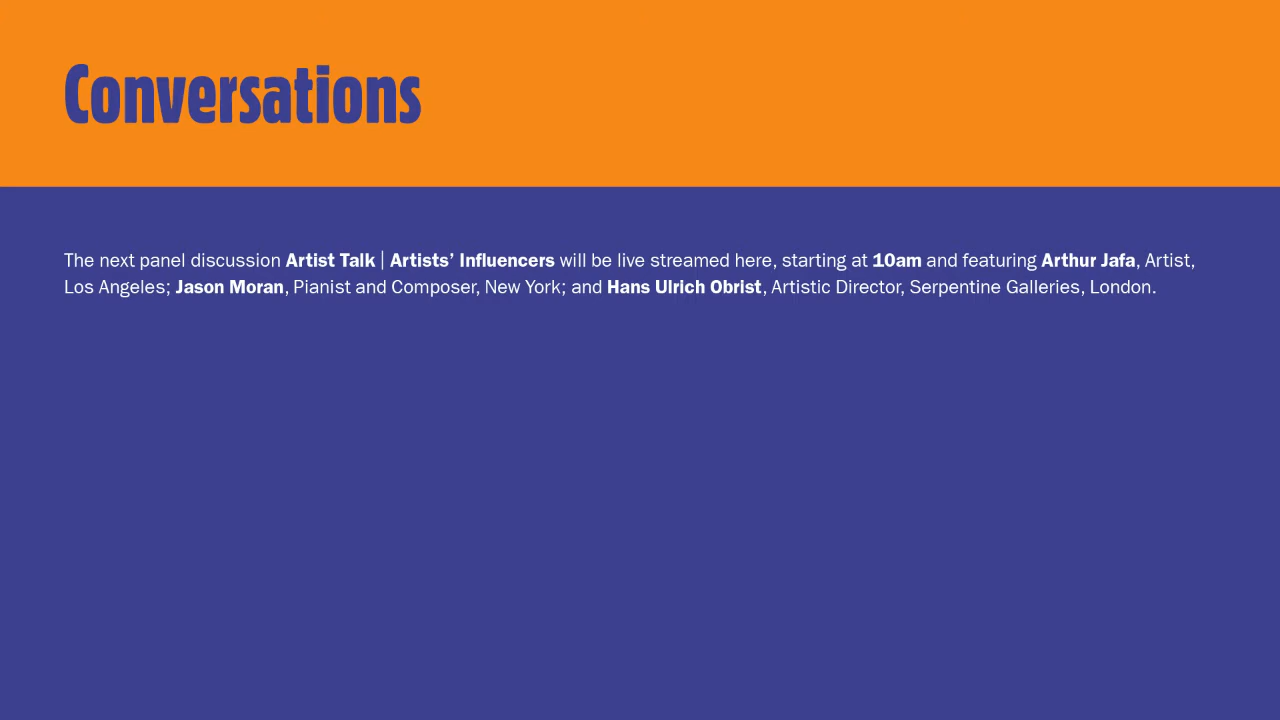 Conversations
The next panel discussion Artist Talk | Artists’ Influencers will be live streamed here, starting at 10am and featuring Arthur Jafa, Artist,
Los Angeles; Jason Moran, Pianist and Composer, New York; and Hans Ulrich Obrist, Artistic Director, Serpentine Galleries, London.